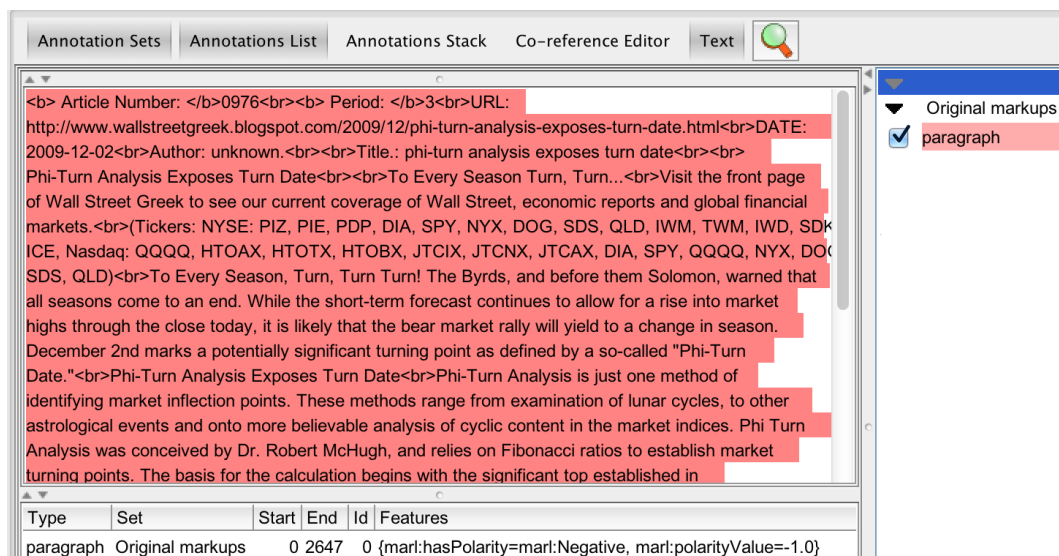 Annotation Sets Annotations List Annotations Stack Co-reference Editor Text
<b> Article Number: </b>0976<br><b> Period: </b>3<br>URL:
http://www.wallstreetgreek.blogspot.com/2009/12/phi-turn-analysis-exposes-turn-date.html<br>DATE:
2009-12-02<br>Author: unknown.<br><br>Title.: phi-turn analysis exposes turn date<br><br>
Phi-Turn Analysis Exposes Turn Date<br><br>To Every Season Turn, Turn...<br>Visit the front page
of Wall Street Greek to see our current coverage of Wall Street, economic reports and global financial
markets.<br>(Tickers: NYSE: PIZ, PIE, PDP, DIA, SPY, NYX, DOG, SDS, QLD, IWM, TWM, IWD, SDK
ICE, Nasdaq: QQQQ, HTOAX, HTOTX, HTOBX, JTCIX, JTCNX, JTCAX, DIA, SPY, QQQQ, NYX, DOG
SDS, QLD)<br>To Every Season, Turn, Turn Turn! The Byrds, and before them Solomon, warned that
all seasons come to an end. While the short-term forecast continues to allow for a rise into market
highs through the close today, it is likely that the bear market rally will yield to a change in season.
December 2nd marks a potentially significant turning point as defined by a so-called "Phi-Turn
Date."<br>Phi-Turn Analysis Exposes Turn Date<br>Phi-Turn Analysis is just one method of
identifying market inflection points. These methods range from examination of lunar cycles, to other
astrological events and onto more believable analysis of cyclic content in the market indices. Phi Turn
Analysis was conceived by Dr. Robert McHugh, and relies on Fibonacci ratios to establish market
turning points. The basis for the calculation begins with the significant top established in
Original markups
paragraph
Type Set Start End Id Features
paragraph Original markups 0 2647 0 {marl:hasPolarity=marl:Negative, marl:polarityValue=-1.0}